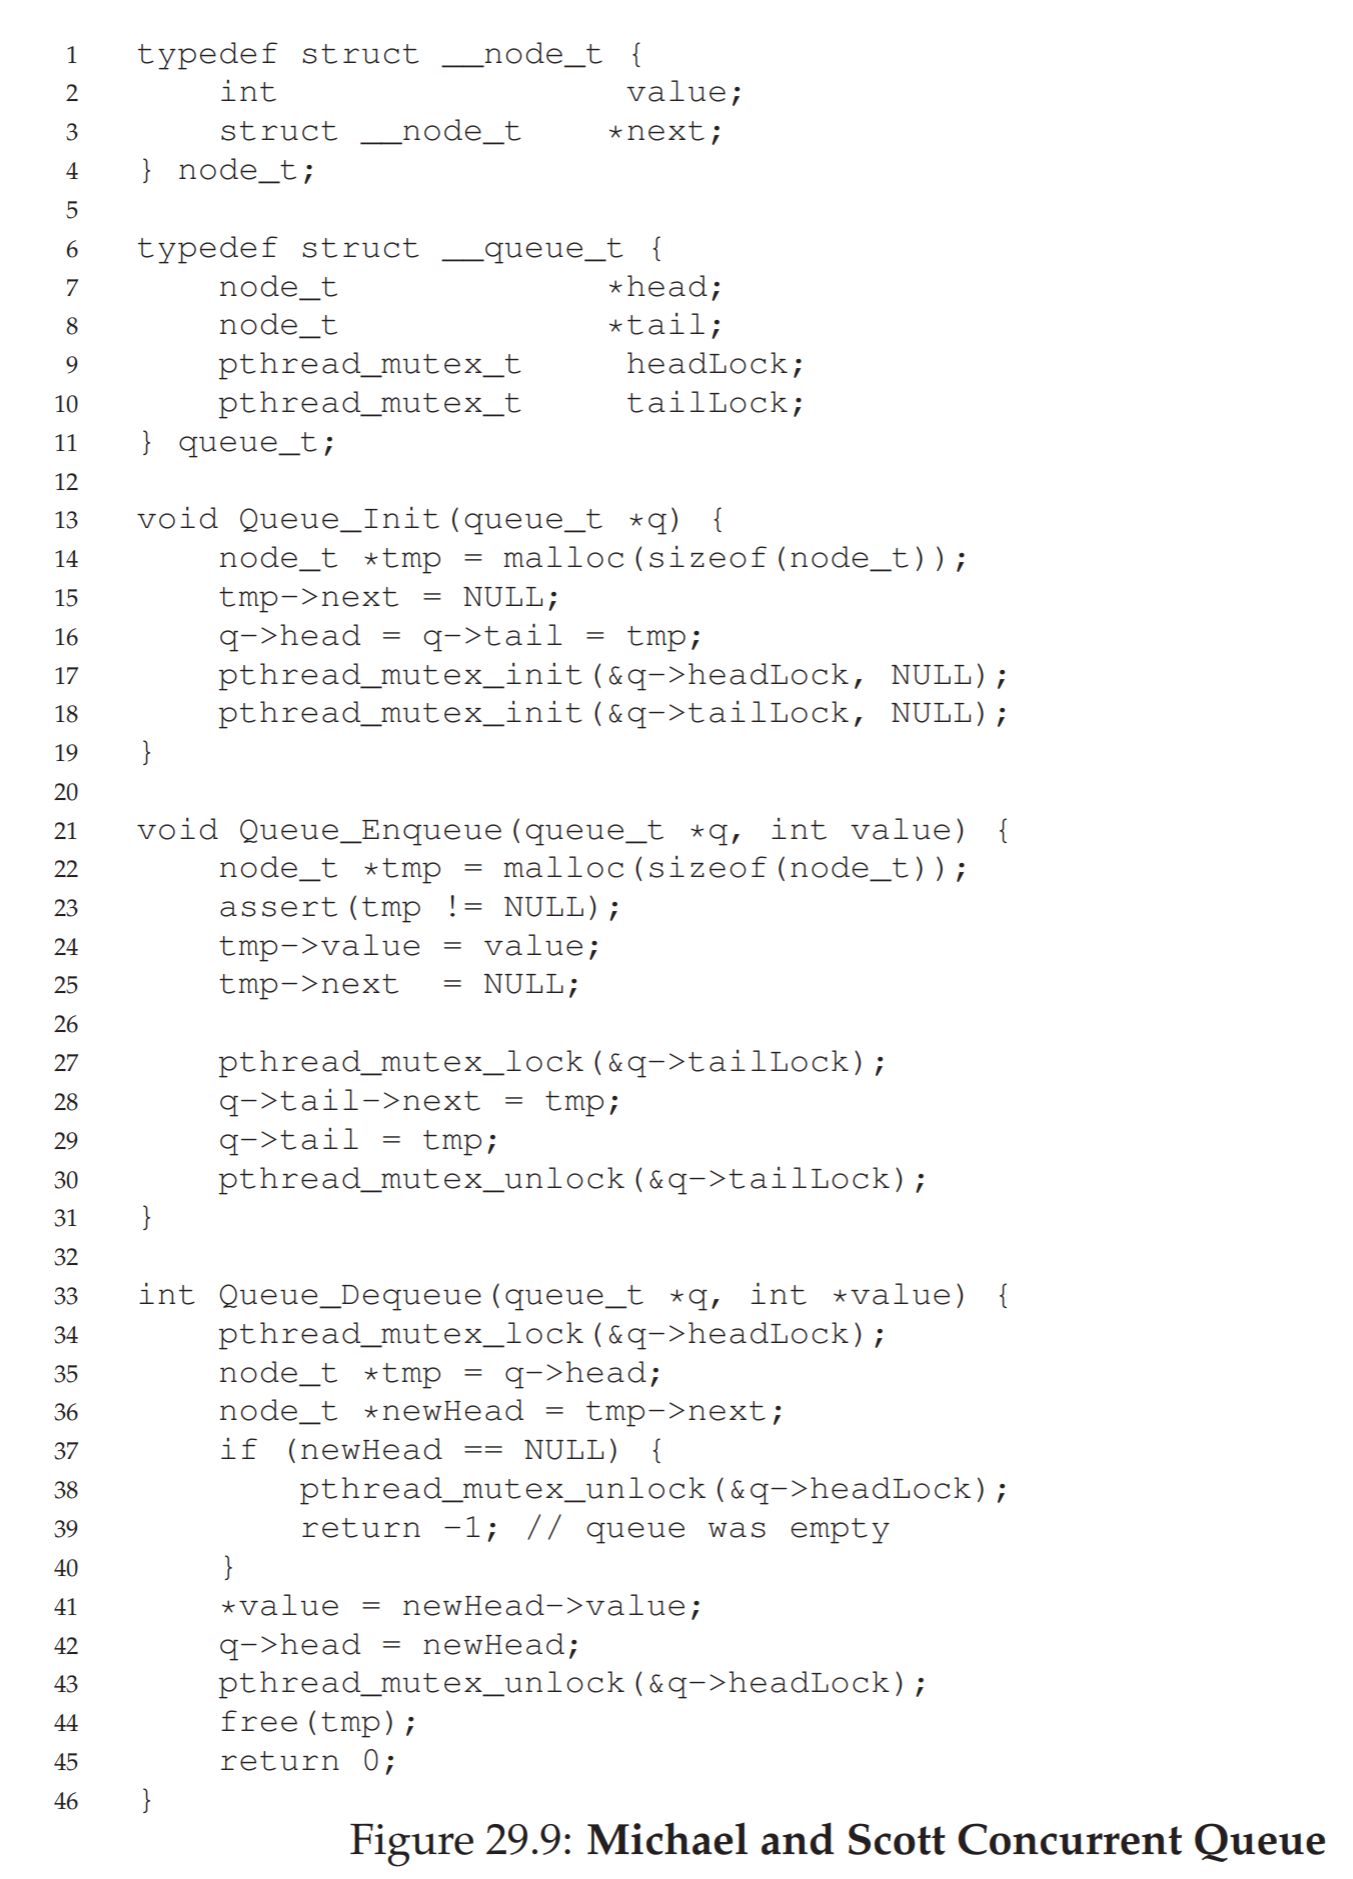 1 typedef struct __node_t {
2 int value;
3 struct __node_t *next;
4 } node_t;
5
6 typedef struct __queue_t {
7 node_t *head;
8 node_t *tail;
9 pthread_mutex_t headLock;
10 pthread_mutex_t tailLock;
11 } queue_t;
12
13 void Queue_Init(queue_t *q) {
14 node_t *tmp = malloc(sizeof(node_t));
15 tmp->next = NULL;
16 q->head = q->tail = tmp;
17 pthread_mutex_init(&q->headLock, NULL);
18 pthread_mutex_init(&q->tailLock, NULL);
19 }
20
21 void Queue_Enqueue(queue_t *q, int value) {
22 node_t *tmp = malloc(sizeof(node_t));
23 assert(tmp != NULL);
24 tmp->value = value;
25 tmp->next = NULL;
26
27 pthread_mutex_lock(&q->tailLock);
28 q->tail->next = tmp;
29 q->tail = tmp;
30 pthread_mutex_unlock(&q->tailLock);
31 }
32
33 int Queue_Dequeue(queue_t *q, int *value) {
34 pthread_mutex_lock(&q->headLock);
35 node_t *tmp = q->head;
36 node_t *newHead = tmp->next;
37 if (newHead == NULL) {
38 pthread_mutex_unlock(&q->headLock);
39 return -1; // queue was empty
40 }
41 *value = newHead->value;
42 q->head = newHead;
43 pthread_mutex_unlock(&q->headLock);
44 free(tmp);
45 return 0;
46 }
Figure 29.9: Michael and Scott Concurrent Queue